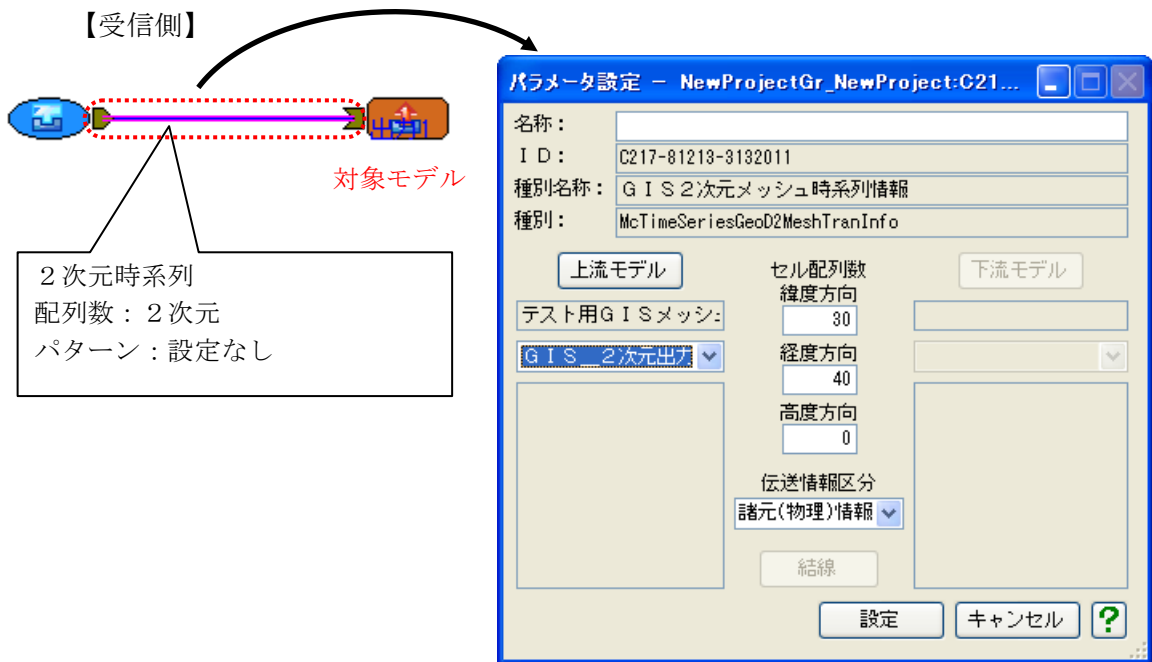 【受信側】
出力1
対象モデル
２次元時系列
配列数：２次元
パターン：設定なし
パラメータ設定 － NewProjectGr_NewProject:C21...
名称：
ＩＤ：
C217-81213-3132011
種別名称：
ＧＩＳ２次元メッシュ時系列情報
種別：
McTimeSeriesGeoD2MeshTranInfo
上流モデル
セル配列数
下流モデル
緯度方向
テスト用ＧＩＳメッシ
30
ＧＩＳ＿２次元出力
経度方向
40
高度方向
0
伝送情報区分
諸元(物理)情報
結線
設定
キャンセル
?